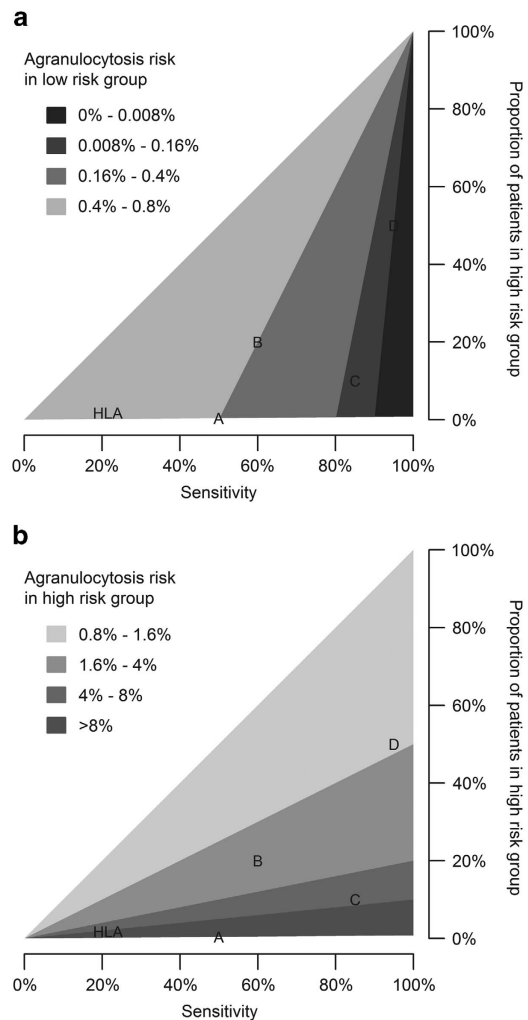 a
Agranulocytosis risk
in low risk group
0% - 0.008%
0.008% - 0.16%
0.16% - 0.4%
0.4% - 0.8%
HLA
A
B
C
D
0%
20%
40%
60%
80%
100%
Sensitivity
100%
80%
60%
40%
20%
0%
Proportion of patients in high risk group
b
Agranulocytosis risk
in high risk group
0.8% - 1.6%
1.6% - 4%
4% - 8%
>8%
HLA
A
B
C
D
0%
20%
40%
60%
80%
100%
Sensitivity
100%
80%
60%
40%
20%
0%
Proportion of patients in high risk group